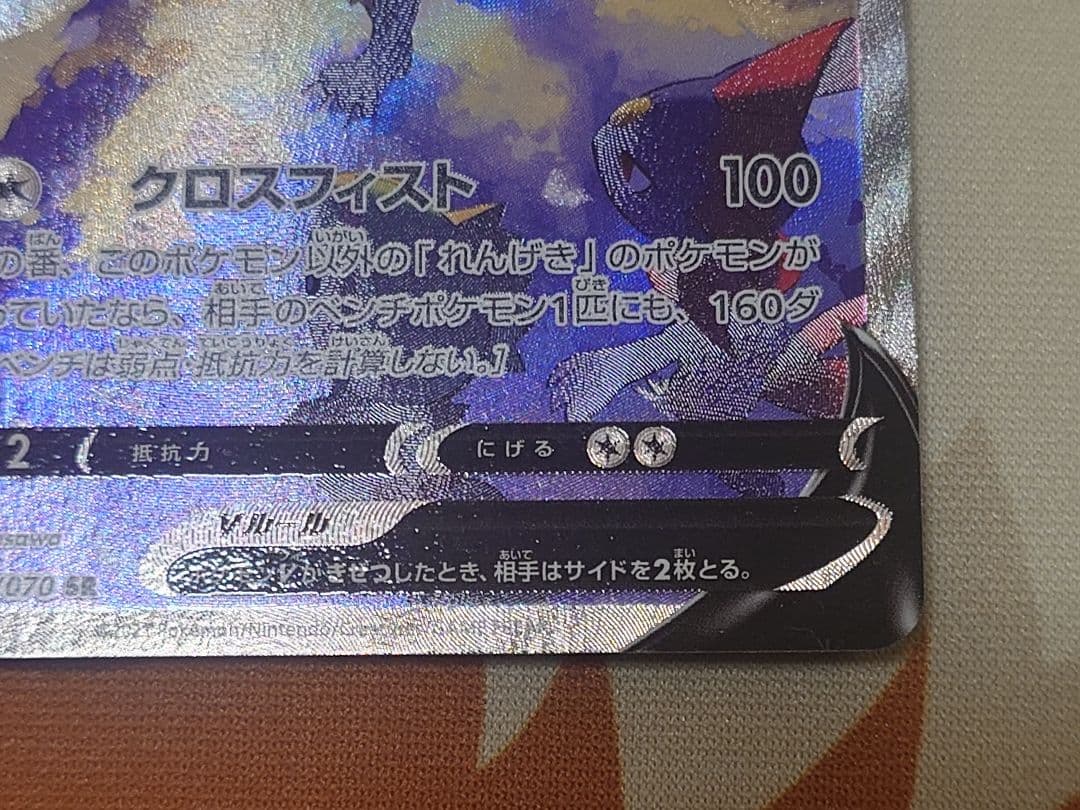 クロスフィスト 100
の番、このポケモン以外の「れんげき」のポケモンが
っていたなら、相手のベンチポケモン1匹にも、160ダ
ベンチは弱点・抵抗力を計算しない。]
2 抵抗力 にげる
Vルール
がきぜつしたとき、相手はサイドを2枚とる。
/070 SR
Pokémon/Nintendo/